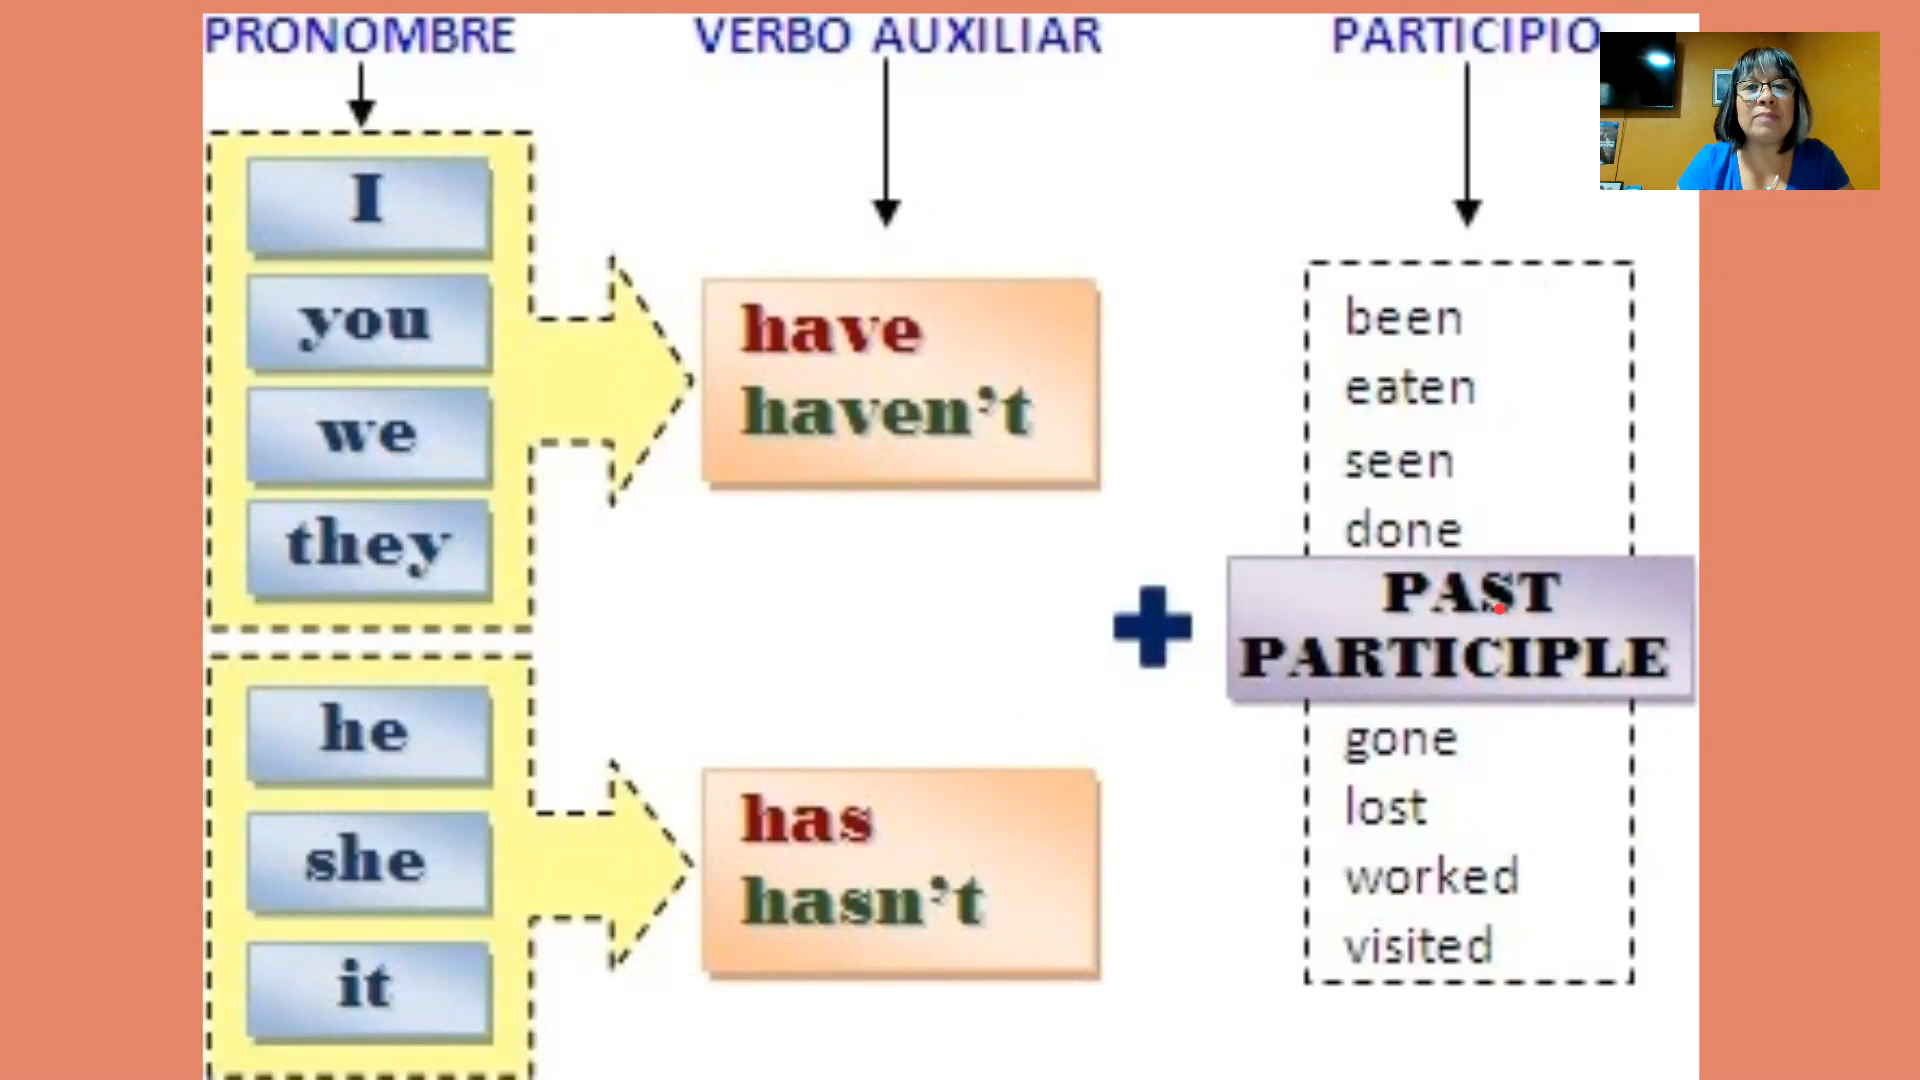 PRONOMBRE
VERBO AUXILIAR
PARTICIPIO
I
you
we
they
have
haven't
he
she
it
has
hasn't
been
eaten
seen
done
PAST
PARTICIPLE
gone
lost
worked
visited